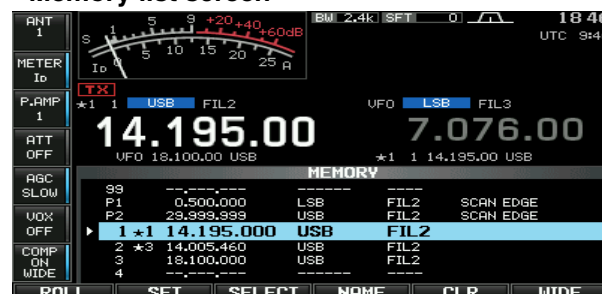 Memory list screen
ANT 1
METER ID
P.AMP 1
ATT OFF
AGC SLOW
VOX OFF
COMP ON WIDE
S 1 5 9 +20 +40 +60dB
ID 0 5 10 15 20 25 A
BW 2.4k SFT 0
18 46
UTC 9:4
TX
★1 1 USB FIL2
14.195.00
VFO 18.100.00 USB
VFO LSB FIL3
7.076.00
★1 1 14.195.00 USB
MEMORY
99 --.---.--- ------ ----
P1 0.500.000 LSB FIL2 SCAN EDGE
P2 29.999.999 USB FIL2 SCAN EDGE
1 ★1 14.195.000 USB FIL2
2 ★3 14.005.460 USB FIL2
3 18.100.000 USB FIL2
4 --.---.--- ------ ----
ROLL SET SELECT NAME CLR WIDE